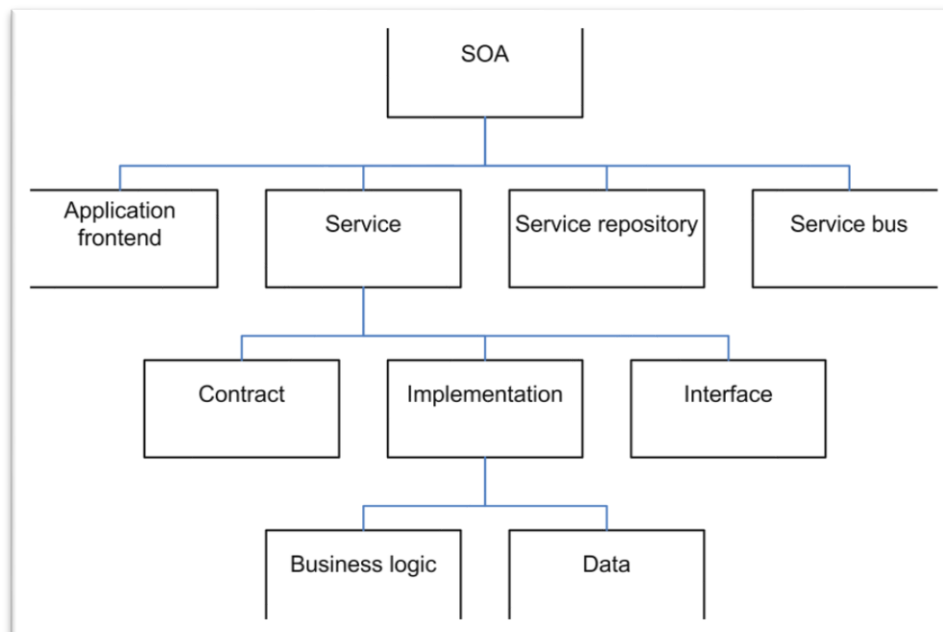 SOA
Application
frontend
Service
Service repository
Service bus
Contract
Implementation
Interface
Business logic
Data